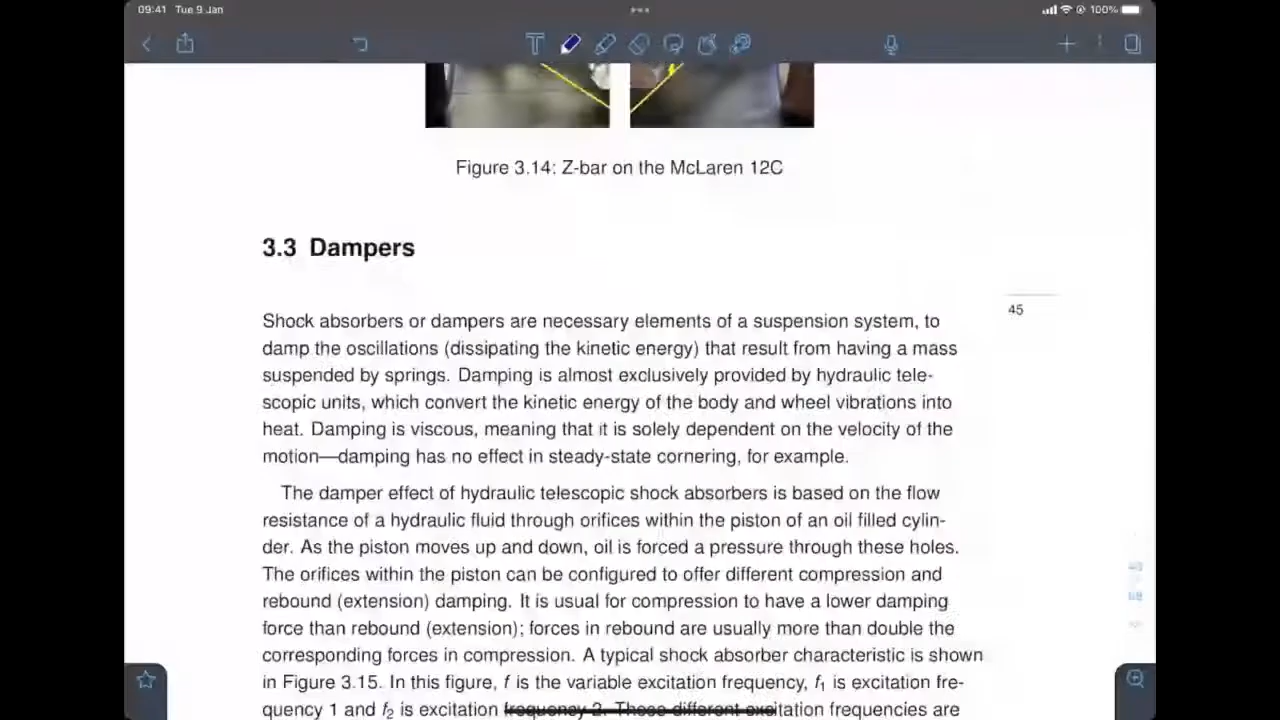 09:41 Tue 9 Jan
100%
Figure 3.14: Z-bar on the McLaren 12C
3.3 Dampers
45
Shock absorbers or dampers are necessary elements of a suspension system, to
damp the oscillations (dissipating the kinetic energy) that result from having a mass
suspended by springs. Damping is almost exclusively provided by hydraulic tele-
scopic units, which convert the kinetic energy of the body and wheel vibrations into
heat. Damping is viscous, meaning that it is solely dependent on the velocity of the
motion—damping has no effect in steady-state cornering, for example.
The damper effect of hydraulic telescopic shock absorbers is based on the flow
resistance of a hydraulic fluid through orifices within the piston of an oil filled cylin-
der. As the piston moves up and down, oil is forced a pressure through these holes.
The orifices within the piston can be configured to offer different compression and
rebound (extension) damping. It is usual for compression to have a lower damping
force than rebound (extension); forces in rebound are usually more than double the
corresponding forces in compression. A typical shock absorber characteristic is shown
in Figure 3.15. In this figure, f is the variable excitation frequency, f1 is excitation fre-
quency 1 and f2 is excitation frequency 2. These different excitation frequencies are